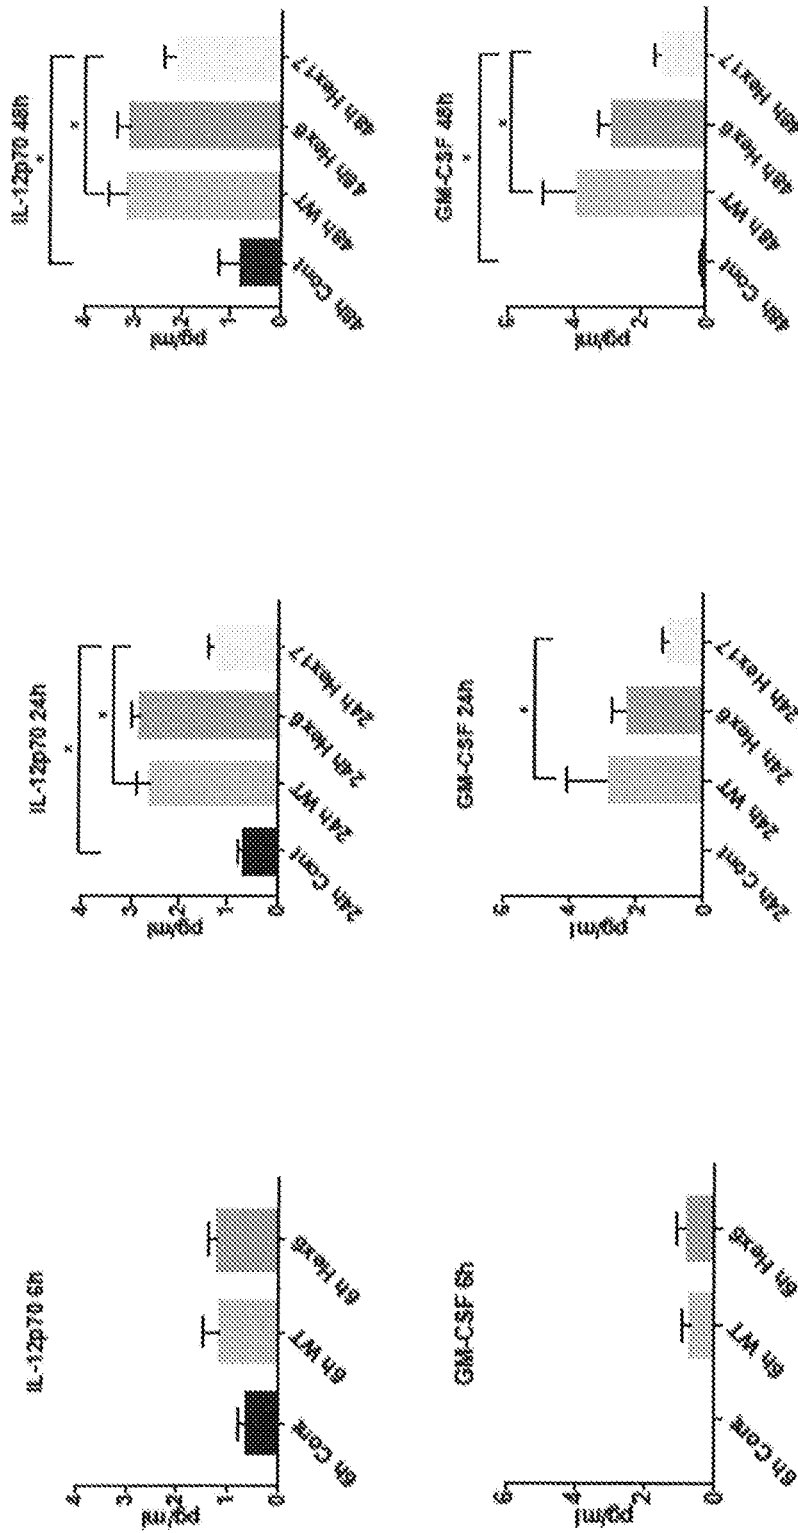 IL-12p70 6h
pg/ml
4
3
2
1
0
6h Cont
6h WT
6h Hex6
IL-12p70 24h
*
*
pg/ml
4
3
2
1
0
24h Cont
24h WT
24h Hex6
24h Hex17
IL-12p70 48h
*
*
pg/ml
4
3
2
1
0
48h Cont
48h WT
48h Hex6
48h Hex17
GM-CSF 6h
pg/ml
6
4
2
0
6h Cont
6h WT
6h Hex6
GM-CSF 24h
*
pg/ml
6
4
2
0
24h Cont
24h WT
24h Hex6
24h Hex17
GM-CSF 48h
*
*
pg/ml
6
4
2
0
48h Cont
48h WT
48h Hex6
48h Hex17